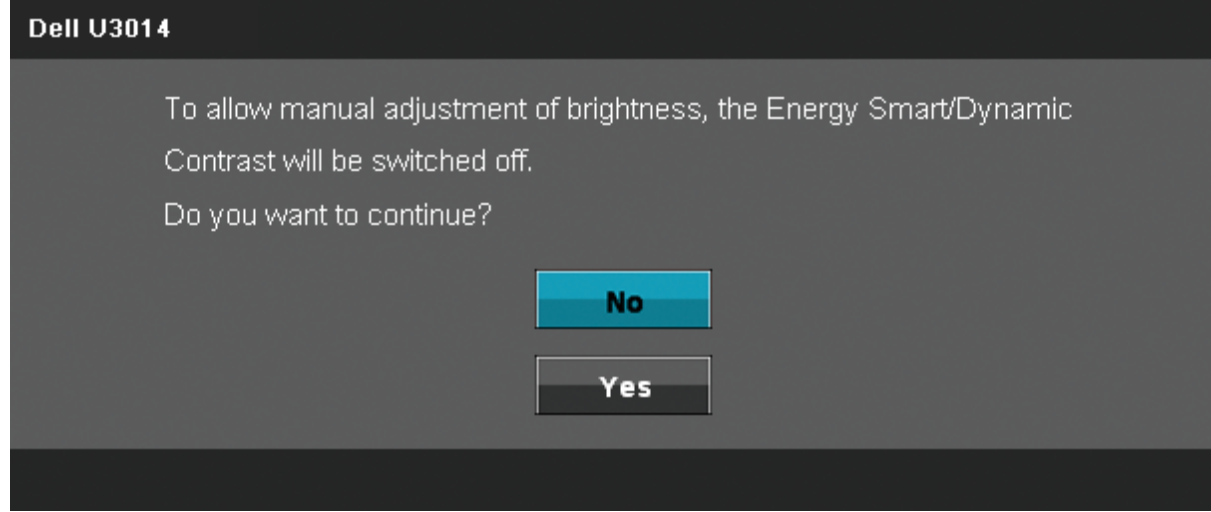 Dell U3014
To allow manual adjustment of brightness, the Energy Smart/Dynamic
Contrast will be switched off.
Do you want to continue?
No
Yes